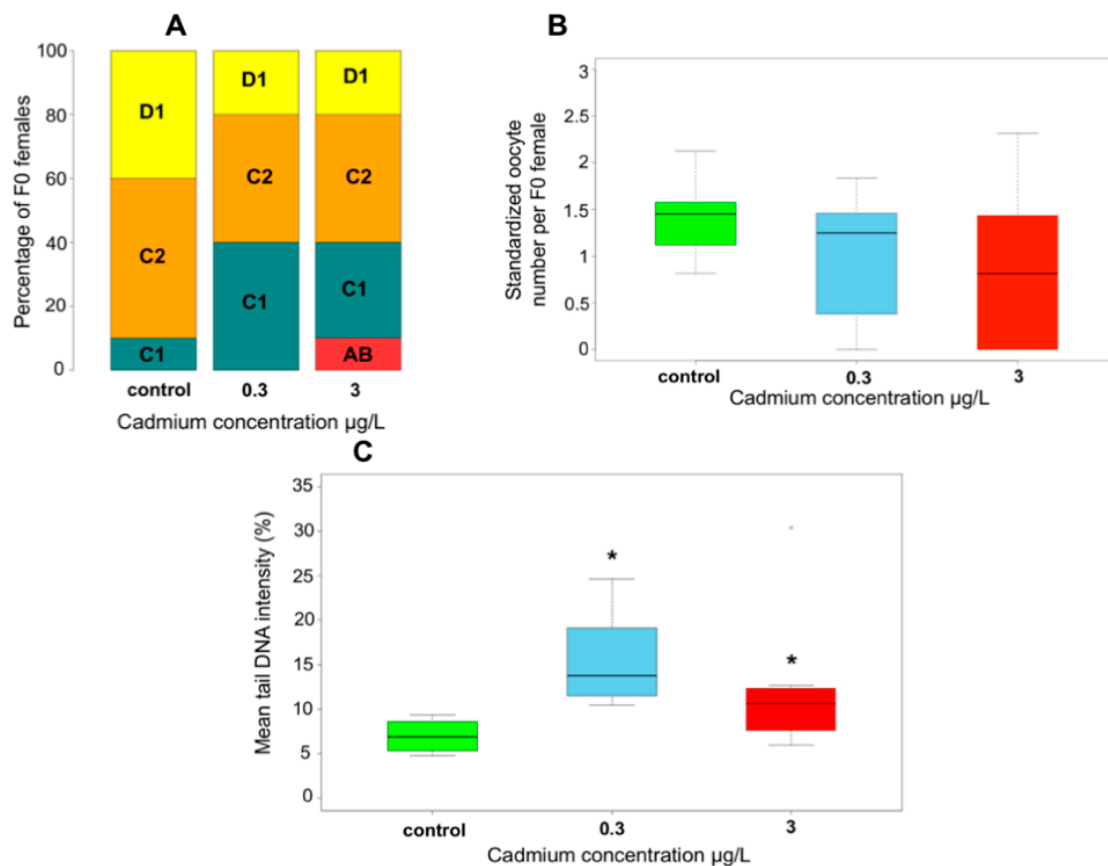 A
Percentage of F0 females
100
80
60
40
20
0
D1
C2
C1
D1
C2
C1
D1
C2
C1
AB
control 0.3 3
Cadmium concentration µg/L
B
Standardized oocyte
number per F0 female
3
2.5
2
1.5
1
0.5
0
control 0.3 3
Cadmium concentration µg/L
C
Mean tail DNA intensity (%)
35
30
25
20
15
10
5
0
*
*
control 0.3 3
Cadmium concentration µg/L